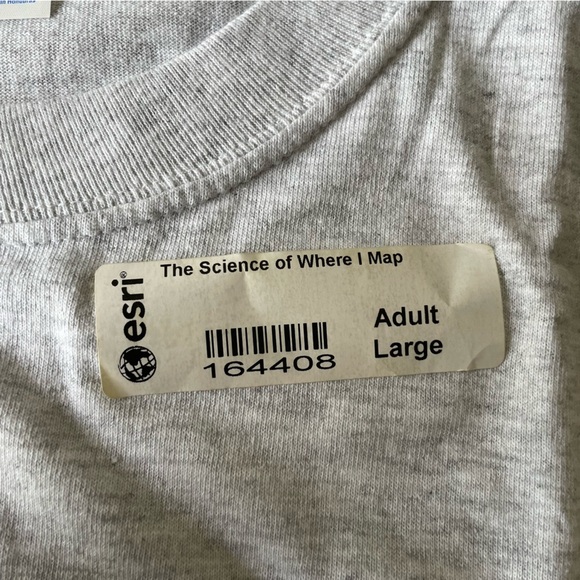 The Science of Where I Map
esri®
Adult
Large
164408